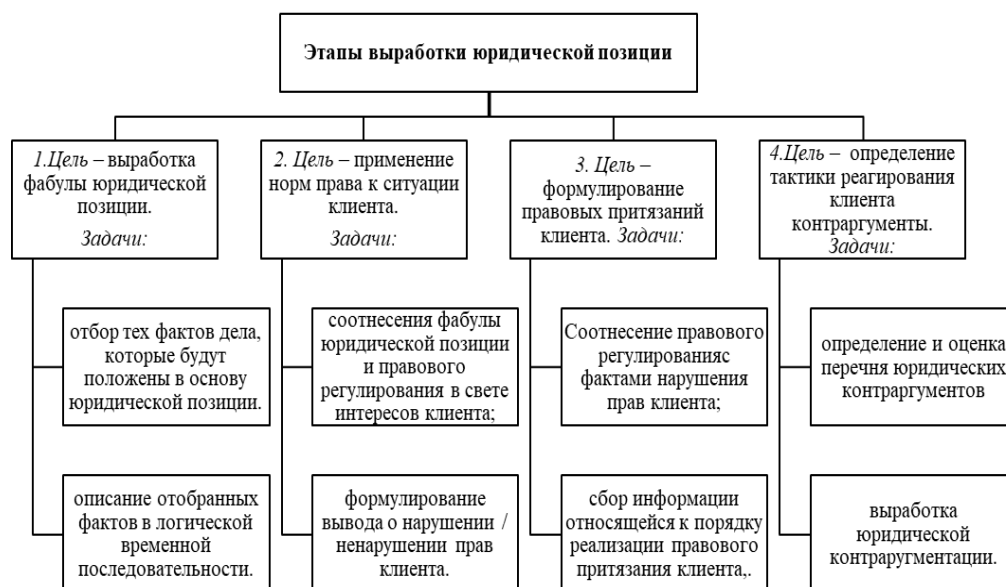 Этапы выработки юридической позиции
1.Цель – выработка
фабулы юридической
позиции.
Задачи:
отбор тех фактов дела,
которые будут
положены в основу
юридической позиции.
описание отобранных
фактов в логической
временной
последовательности.
2. Цель – применение
норм права к ситуации
клиента.
Задачи:
соотнесения фабулы
юридической позиции
и правового
регулирования в свете
интересов клиента;
формулирование
вывода о нарушении /
ненарушении прав
клиента.
3. Цель –
формулирование
правовых притязаний
клиента. Задачи:
Соотнесение правового
регулированияс
фактами нарушения
прав клиента;
сбор информации
относящейся к порядку
реализации правового
притязания клиента,.
4.Цель – определение
тактики реагирования
клиента
контраргументы.
Задачи:
определение и оценка
перечня юридических
контраргументов
выработка
юридической
контраругментации.